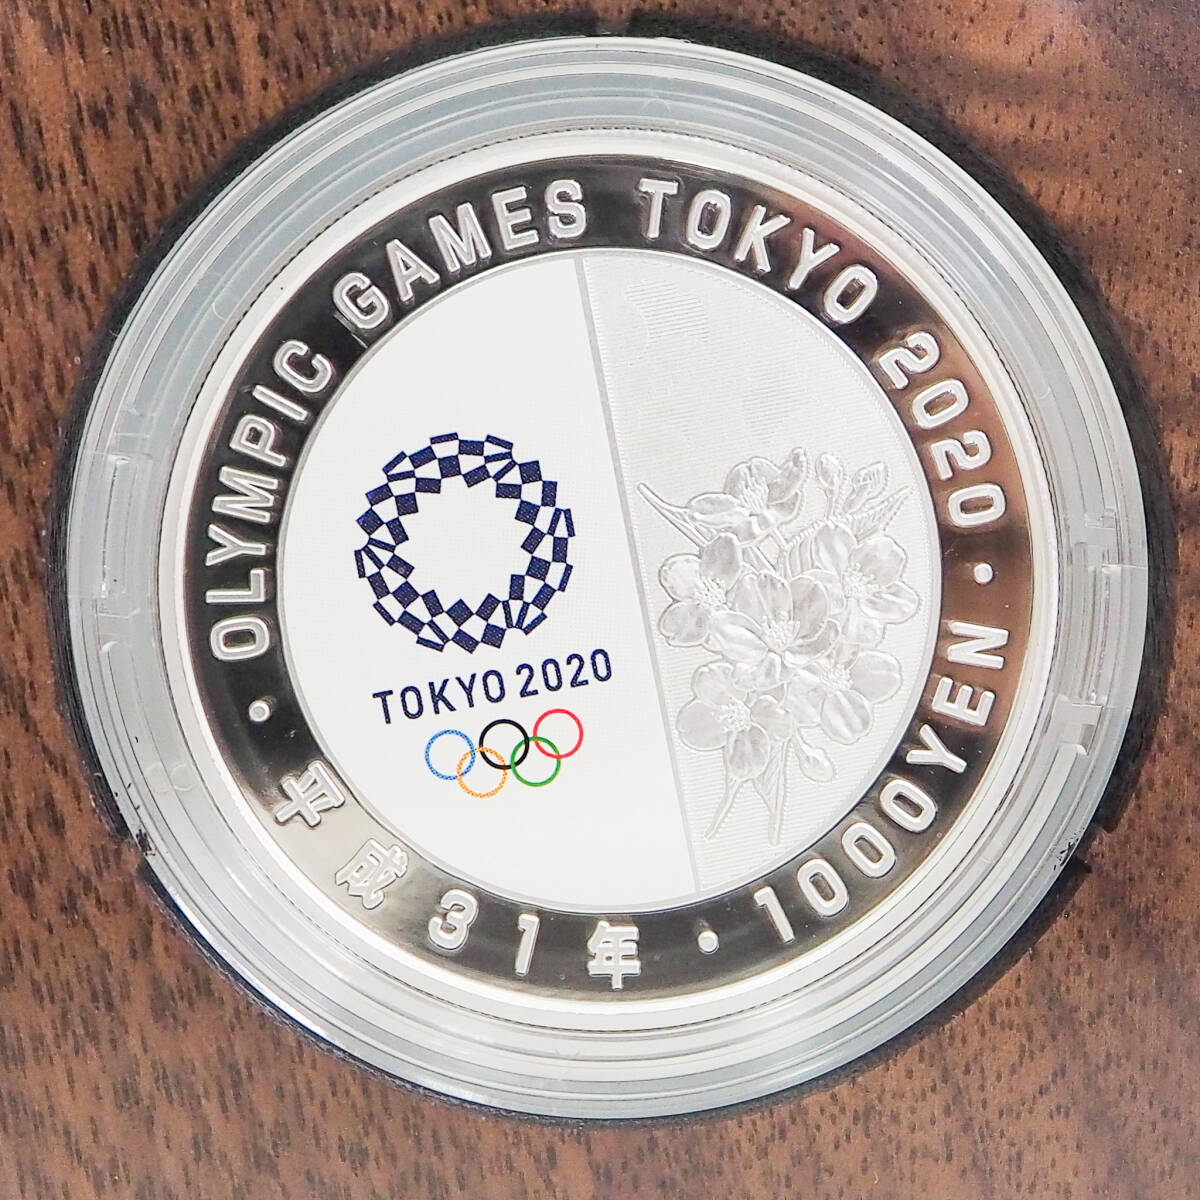 · OLYMPIC GAMES TOKYO 2020 ·
平成31年 · 1000YEN
TOKYO 2020